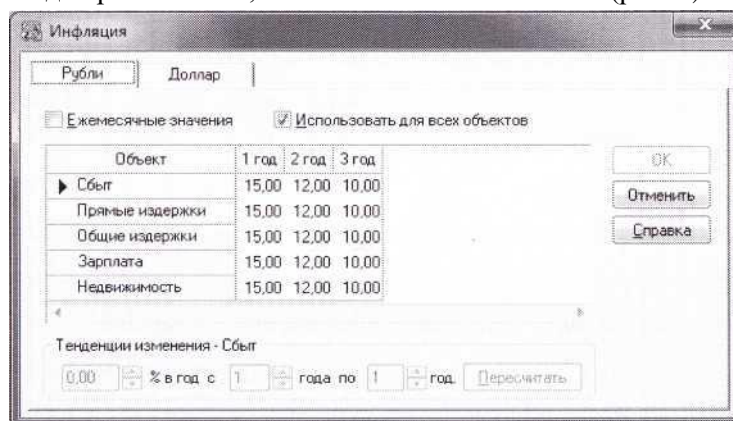 Инфляция
Рубли Доллар
Ежемесячные значения Использовать для всех объектов
Объект 1 год 2 год 3 год
Сбыт 15,00 12,00 10,00
Прямые издержки 15,00 12,00 10,00
Общие издержки 15,00 12,00 10,00
Зарплата 15,00 12,00 10,00
Недвижимость 15,00 12,00 10,00
OK
Отменить
Справка
Тенденции изменения - Сбыт
0,00 % в год с 1 года по 1 год. Пересчитать